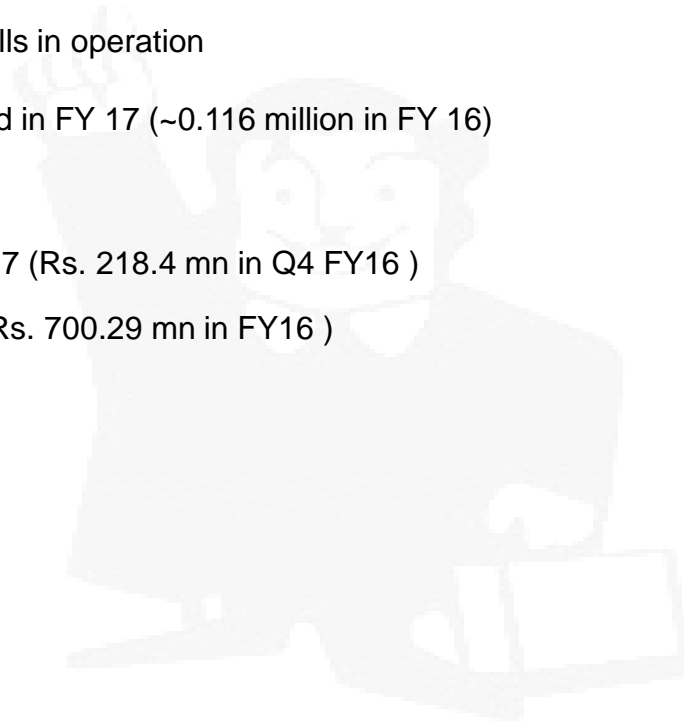 lls in operation
d in FY 17 (~0.116 million in FY 16)
7 (Rs. 218.4 mn in Q4 FY16 )
Rs. 700.29 mn in FY16 )